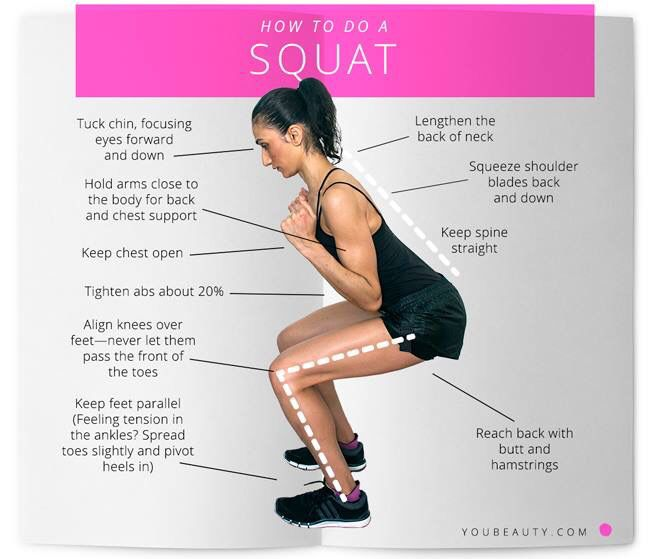 HOW TO DO A
SQUAT
Tuck chin, focusing
eyes forward
and down
Hold arms close to
the body for back
and chest support
Keep chest open
Tighten abs about 20%
Align knees over
feet—never let them
pass the front of
the toes
Keep feet parallel
(Feeling tension in
the ankles? Spread
toes slightly and pivot
heels in)
Lengthen the
back of neck
Squeeze shoulder
blades back
and down
Keep spine
straight
Reach back with
butt and
hamstrings
YOUBEAUTY.COM